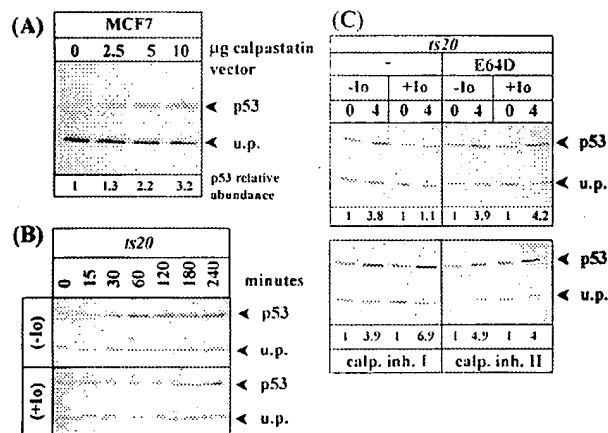 (A)
MCF7
0 2.5 5 10 µg calpastatin vector
p53
u.p.
1 1.3 2.2 3.2 p53 relative abundance
(B)
ts20
0 15 30 60 120 180 240 minutes
(-Io)
p53
u.p.
(+Io)
p53
u.p.
(C)
ts20
- E64D
-Io +Io -Io +Io
0 4 0 4 0 4 0 4
p53
u.p.
1 3.8 1 1.1 1 3.9 1 4.2
p53
u.p.
1 3.9 1 6.9 1 4.9 1 4
calp. inh. I calp. inh. II